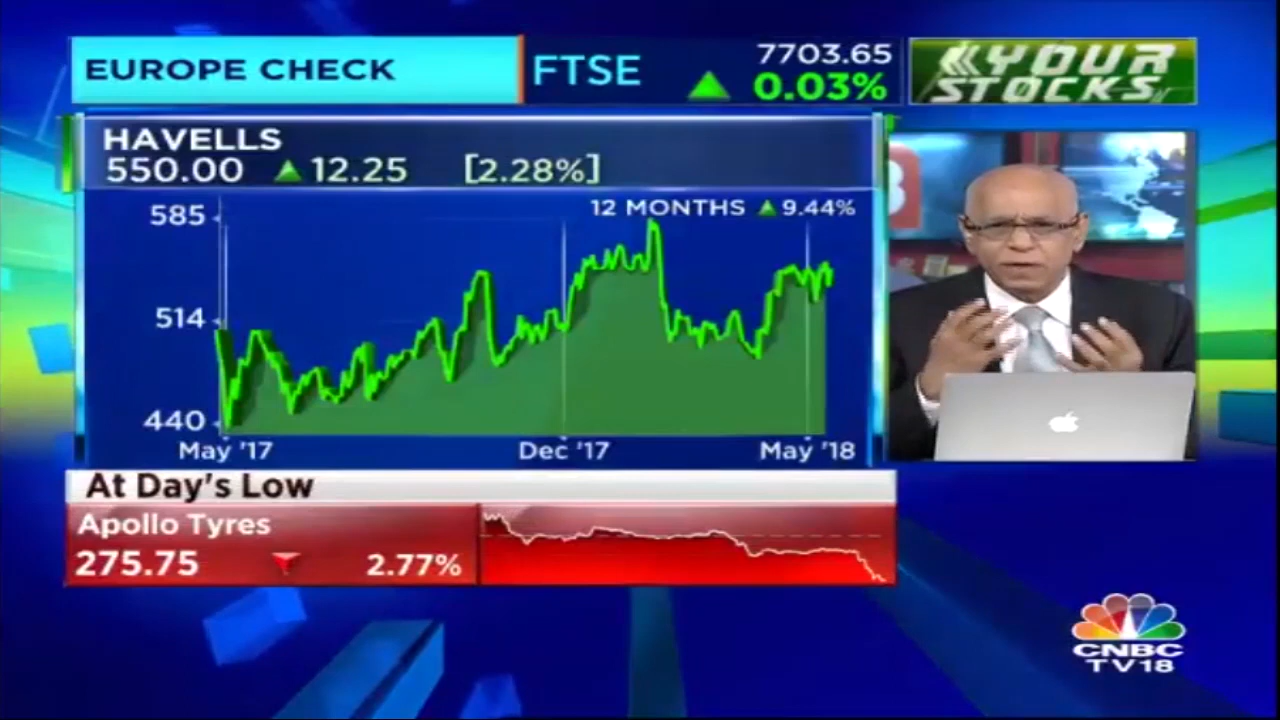 EUROPE CHECK
FTSE
7703.65
0.03%
YOUR
STOCKS
HAVELLS
550.00 12.25 [2.28%]
12 MONTHS 9.44%
585
514
440
May '17
Dec '17
May '18
At Day's Low
Apollo Tyres
275.75 2.77%
CNBC
TV18